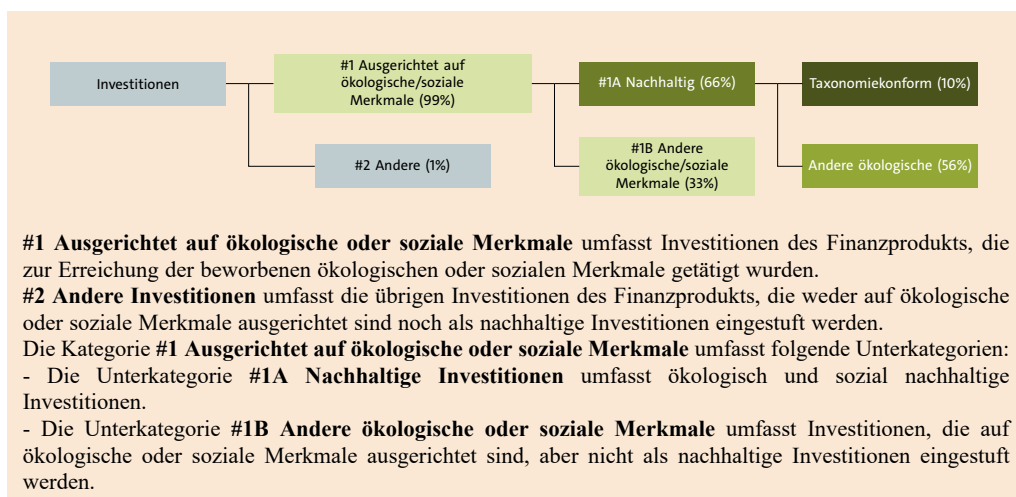 Investitionen
#1 Ausgerichtet auf
ökologische/soziale
Merkmale (99%)
#1A Nachhaltig (66%)
Taxonomiekonform (10%)
#2 Andere (1%)
#1B Andere
ökologische/soziale
Merkmale (33%)
Andere ökologische (56%)
#1 Ausgerichtet auf ökologische oder soziale Merkmale umfasst Investitionen des Finanzprodukts, die
zur Erreichung der beworbenen ökologischen oder sozialen Merkmale getätigt wurden.
#2 Andere Investitionen umfasst die übrigen Investitionen des Finanzprodukts, die weder auf ökologische
oder soziale Merkmale ausgerichtet sind noch als nachhaltige Investitionen eingestuft werden.
Die Kategorie #1 Ausgerichtet auf ökologische oder soziale Merkmale umfasst folgende Unterkategorien:
- Die Unterkategorie #1A Nachhaltige Investitionen umfasst ökologisch und sozial nachhaltige
Investitionen.
- Die Unterkategorie #1B Andere ökologische oder soziale Merkmale umfasst Investitionen, die auf
ökologische oder soziale Merkmale ausgerichtet sind, aber nicht als nachhaltige Investitionen eingestuft
werden.